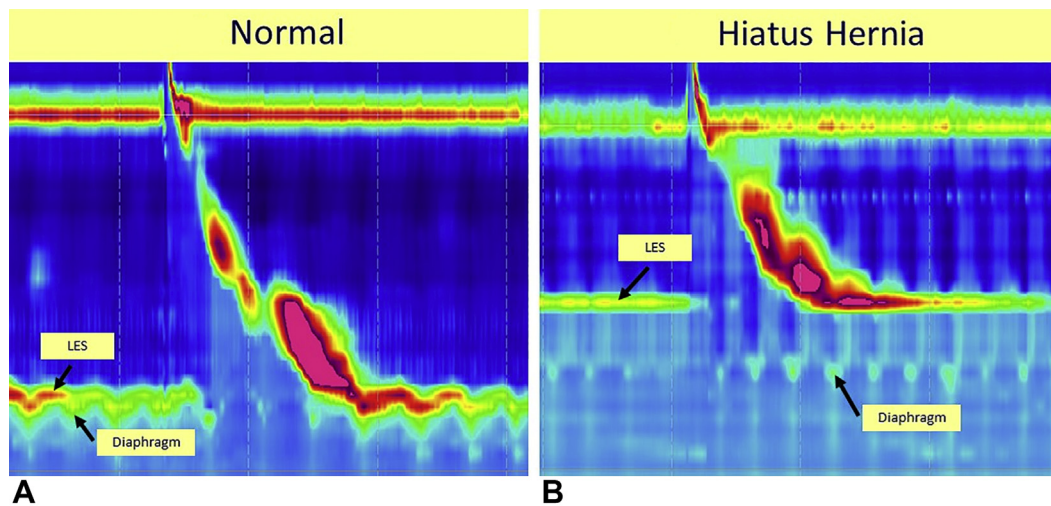 Normal
Hiatus Hernia
LES
Diaphragm
LES
Diaphragm
A
B